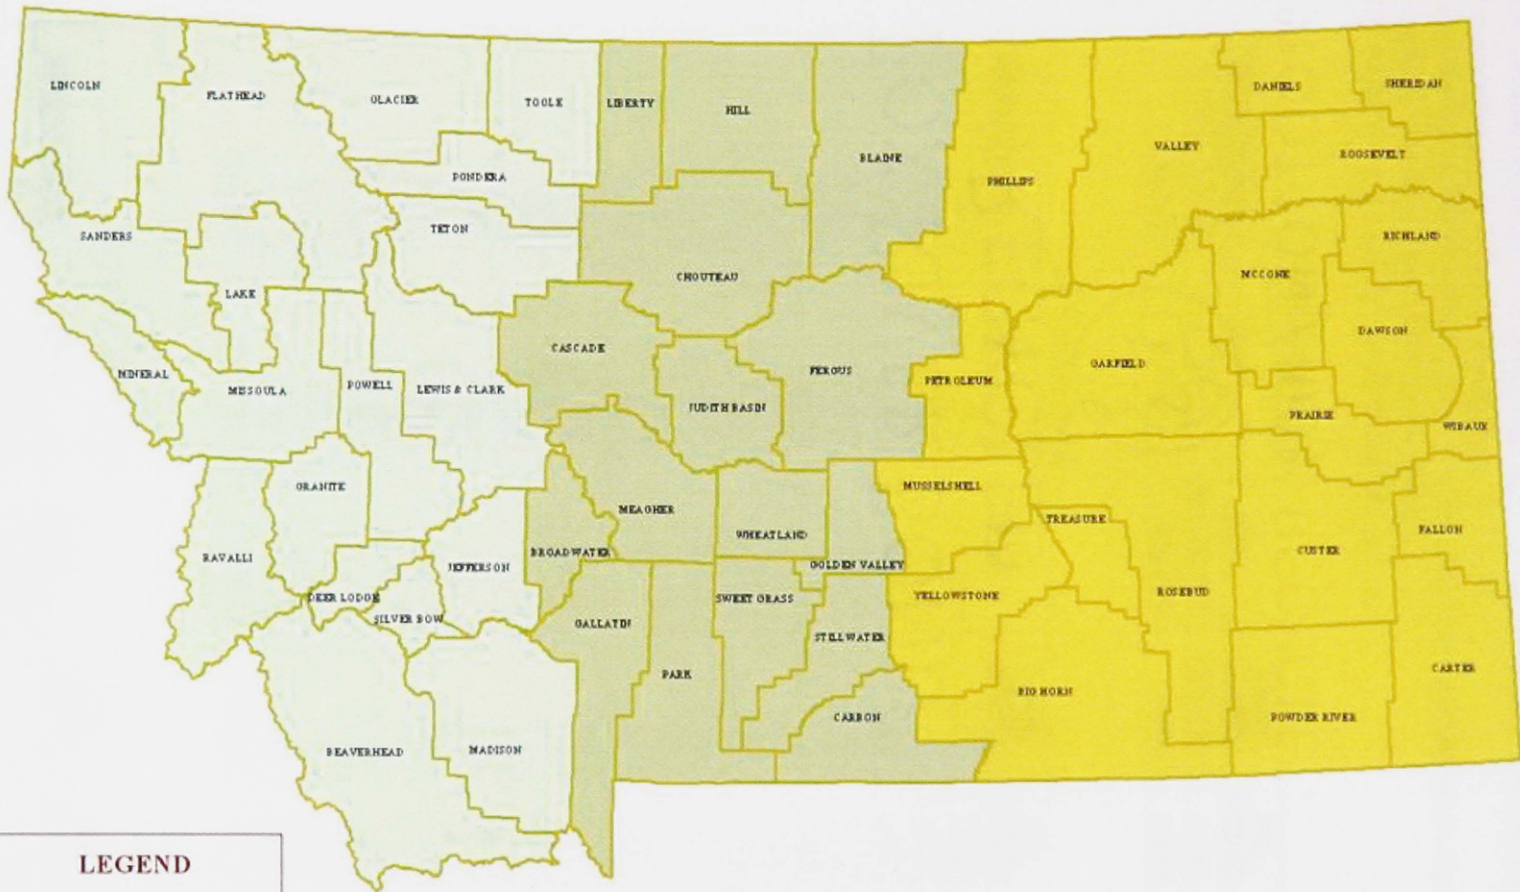 LINCOLN
FLATHEAD
GLACIER
TOOLE
LIBERTY
HILL
BLAINE
PHILLIPS
VALLEY
DANIELS
SHERIDAN
ROOSEVELT
PONDERA
TETON
SANDERS
LAKE
CHOUTEAU
MCCONE
RICHLAND
DAWSON
MINERAL
MISSOULA
POWELL
LEWIS & CLARK
CASCADE
JUDITH BASIN
FERGUS
PETROLEUM
GARFIELD
PRAIRIE
WIBAUX
GRANITE
MEAGHER
WHEATLAND
MUSSELSHELL
TREASURE
CUSTER
FALLON
RAVALLI
DEER LODGE
SILVER BOW
JEFFERSON
BROADWATER
GALLATIN
SWEET GRASS
GOLDEN VALLEY
STILLWATER
YELLOWSTONE
ROSEBUD
PARK
CARBON
BIG HORN
POWDER RIVER
CARTER
BEAVERHEAD
MADISON
LEGEND